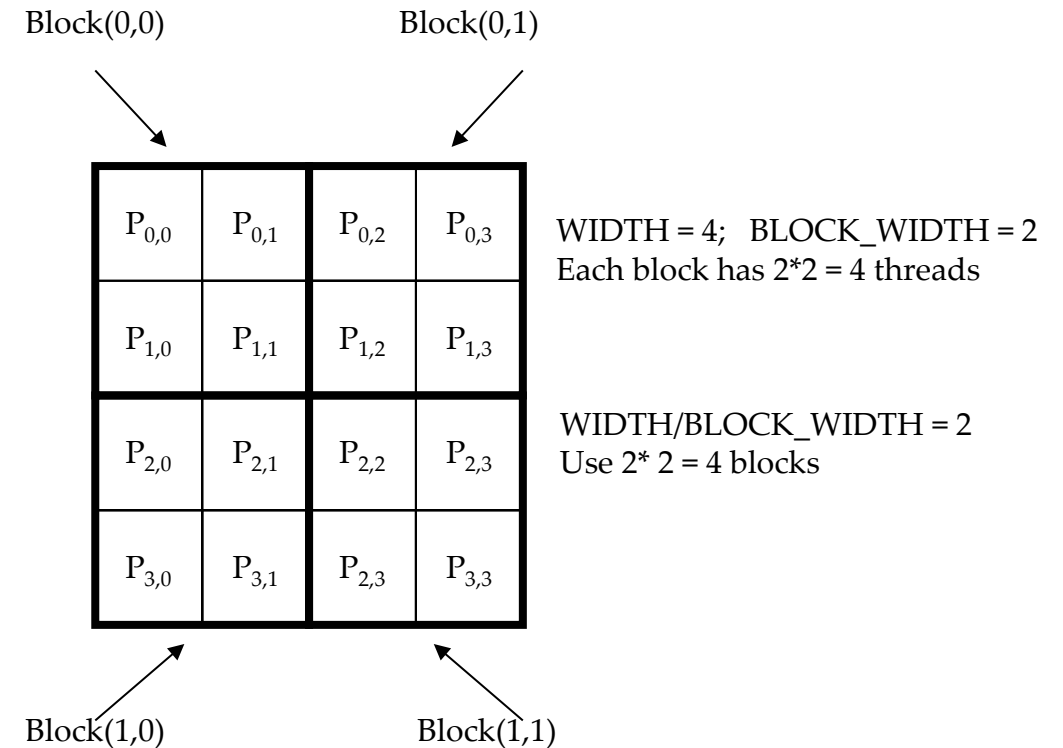 Block(0,0) Block(0,1)
P0,0 P0,1 P0,2 P0,3
P1,0 P1,1 P1,2 P1,3
P2,0 P2,1 P2,2 P2,3
P3,0 P3,1 P2,3 P3,3
WIDTH = 4; BLOCK_WIDTH = 2
Each block has 2*2 = 4 threads
WIDTH/BLOCK_WIDTH = 2
Use 2* 2 = 4 blocks
Block(1,0) Block(1,1)